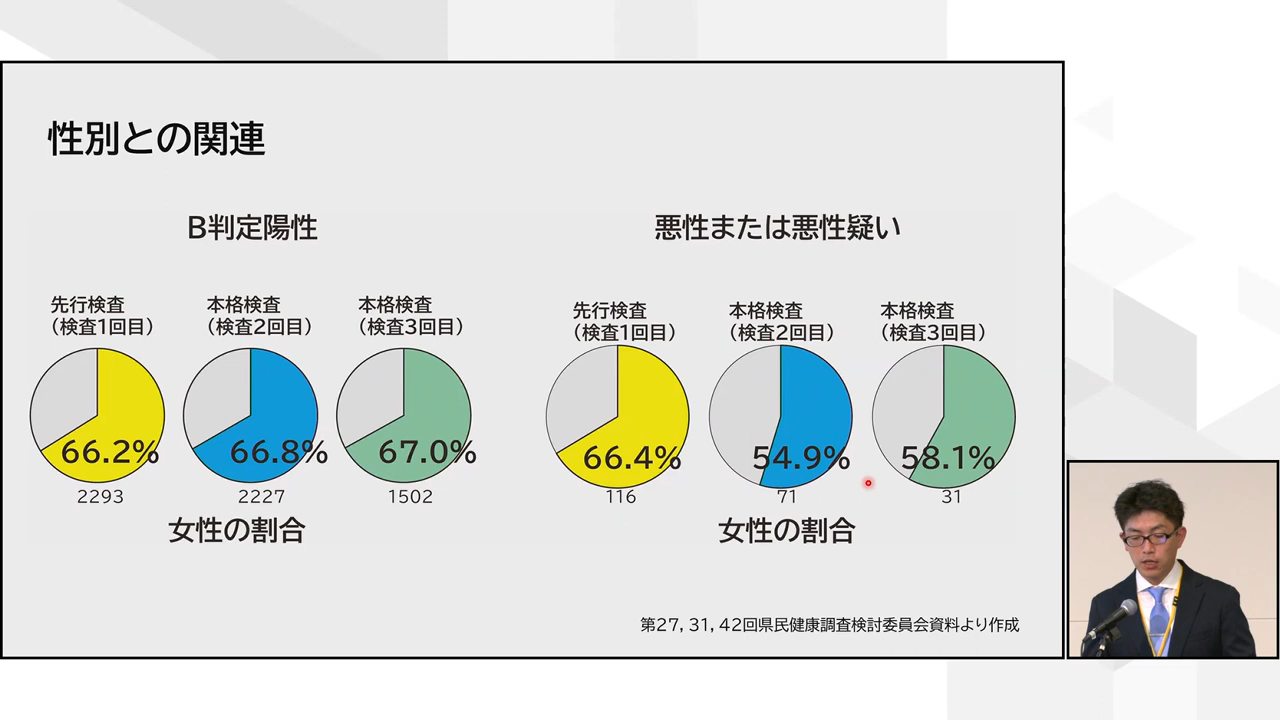 性別との関連
B判定陽性
先行検査
（検査1回目）
本格検査
（検査2回目）
本格検査
（検査3回目）
66.2%
66.8%
67.0%
2293
2227
1502
女性の割合
悪性または悪性疑い
先行検査
（検査1回目）
本格検査
（検査2回目）
本格検査
（検査3回目）
66.4%
54.9%
58.1%
116
71
31
女性の割合
第27, 31, 42回県民健康調査検討委員会資料より作成